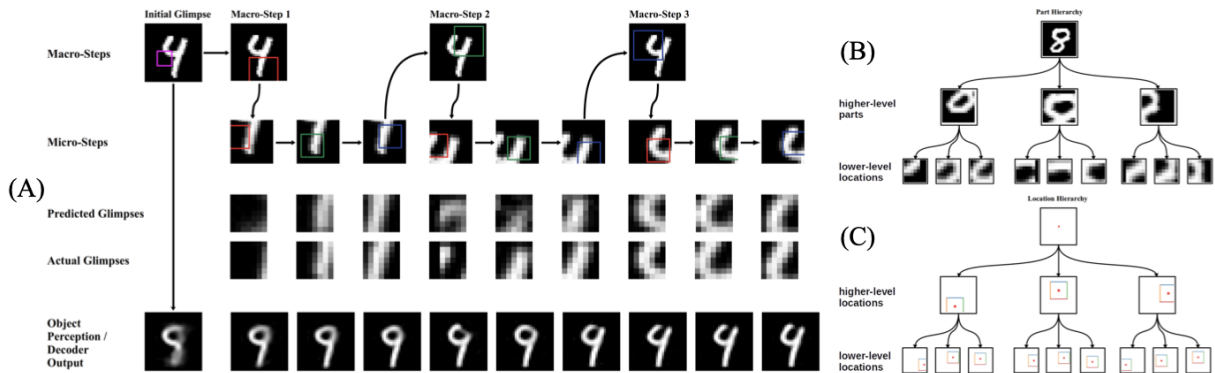 Initial Glimpse
Macro-Step 1
Macro-Step 2
Macro-Step 3
Macro-Steps
Micro-Steps
(A)
Predicted Glimpses
Actual Glimpses
Object
Perception /
Decoder
Output
Part Hierarchy
(B)
higher-level
parts
lower-level
locations
Location Hierarchy
(C)
higher-level
locations
lower-level
locations